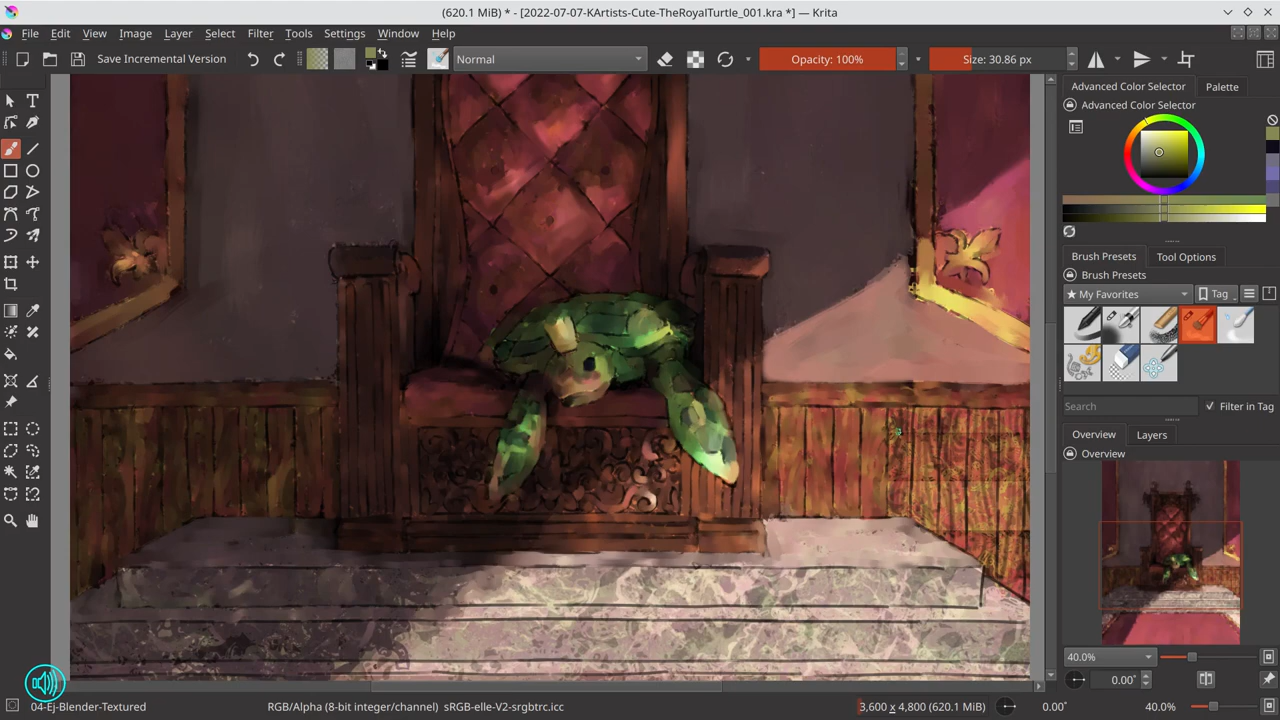 (620.1 MiB) * - [2022-07-07-KArtists-Cute-TheRoyalTurtle_001.kra *] — Krita
File Edit View Image Layer Select Filter Tools Settings Window Help
Save Incremental Version Normal Opacity: 100% Size: 30.86 px
Advanced Color Selector Palette
Advanced Color Selector
Brush Presets Tool Options
Brush Presets
★ My Favorites Tag
Search Filter in Tag
Overview Layers
Overview
40.0%
0.00°
04-Ej-Blender-Textured RGB/Alpha (8-bit integer/channel) sRGB-elle-V2-srgbtrc.icc 3,600 x 4,800 (620.1 MiB) 0.00° 40.0%